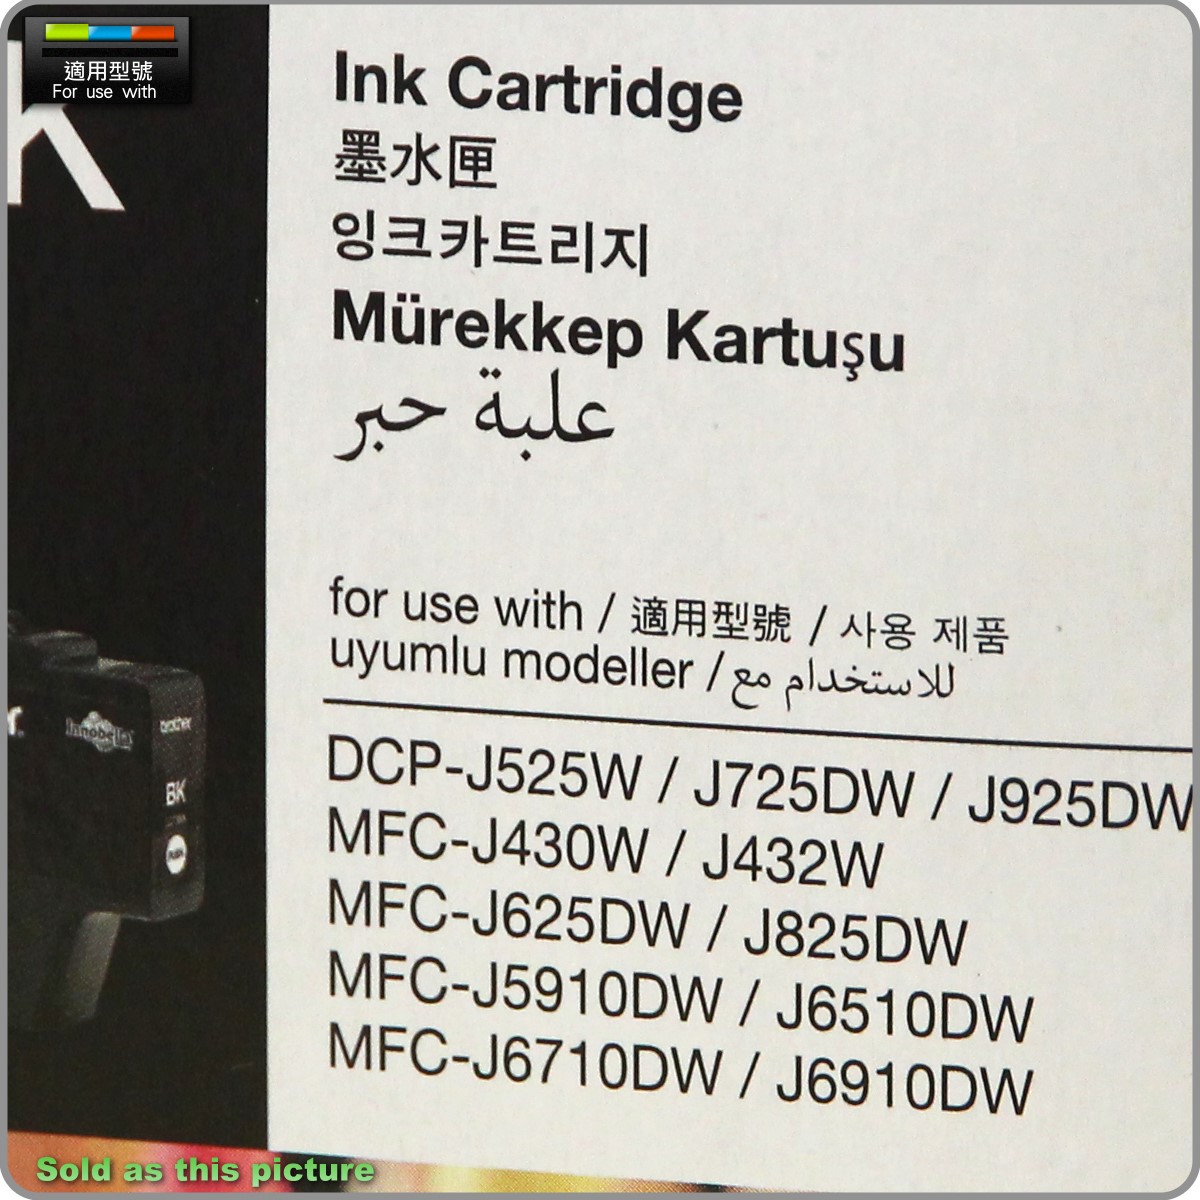 適用型號
For use with
K
Ink Cartridge
墨水匣
잉크카트리지
Mürekkep Kartuşu
علبة حبر
for use with / 適用型號 / 사용 제품
uyumlu modeller / للاستخدام مع
Innobella
brother
BK
DCP-J525W / J725DW / J925DW
MFC-J430W / J432W
MFC-J625DW / J825DW
MFC-J5910DW / J6510DW
MFC-J6710DW / J6910DW
Sold as this picture